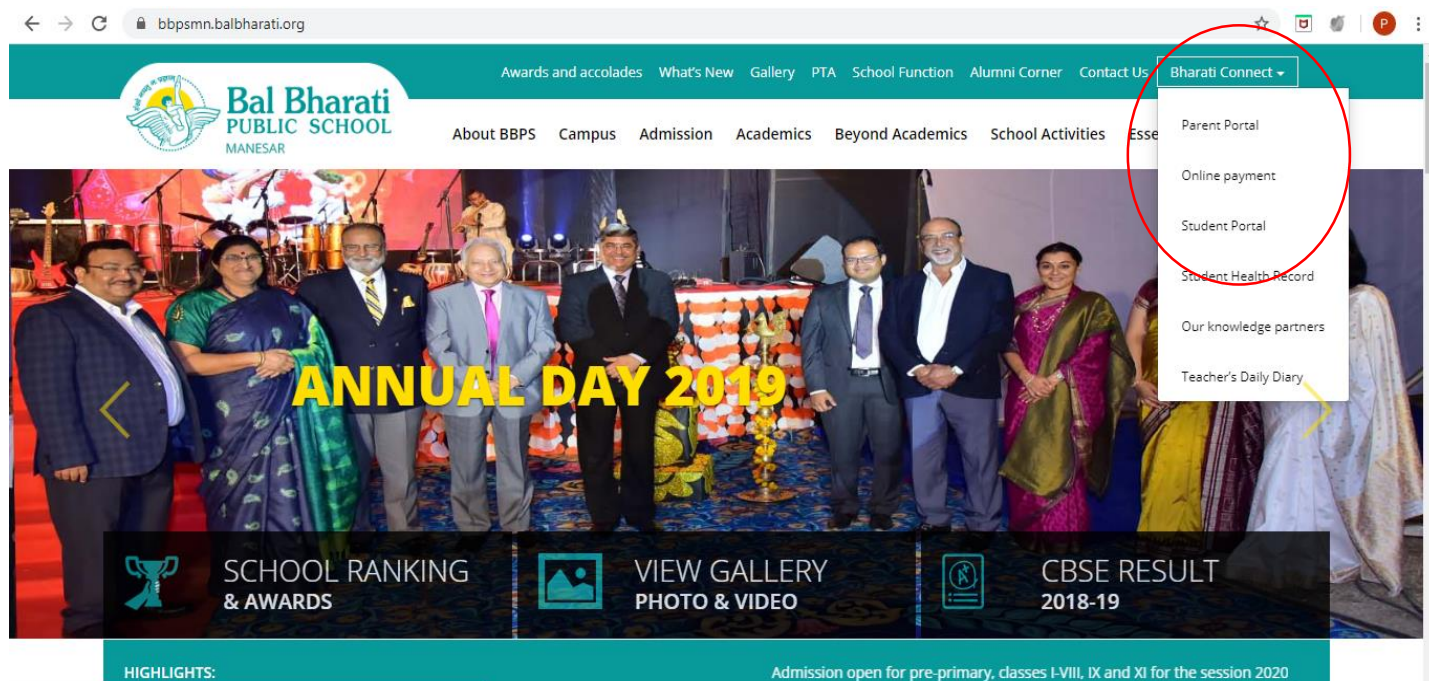 bbpsmn.balbharati.org
P
Awards and accolades What's New Gallery PTA School Function Alumni Corner Contact Us Bharati Connect
Bal Bharati
PUBLIC SCHOOL
MANESAR
About BBPS Campus Admission Academics Beyond Academics School Activities Esse
Parent Portal
Online payment
Student Portal
Student Health Record
Our knowledge partners
Teacher's Daily Diary
ANNUAL DAY 2019
SCHOOL RANKING
& AWARDS
VIEW GALLERY
PHOTO & VIDEO
CBSE RESULT
2018-19
HIGHLIGHTS: Admission open for pre-primary, classes I-VIII, IX and XI for the session 2020